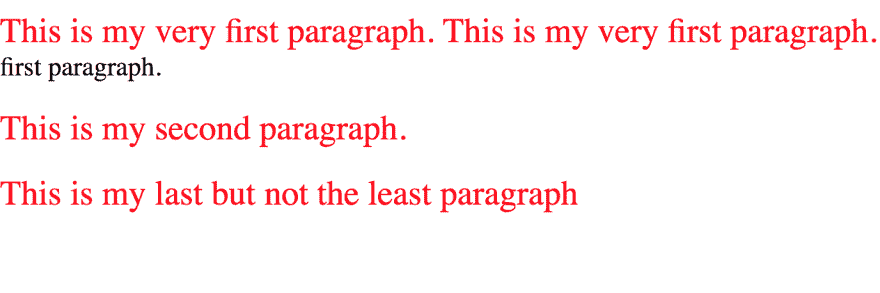 This is my very first paragraph. This is my very first paragraph.
first paragraph.
This is my second paragraph.
This is my last but not the least paragraph